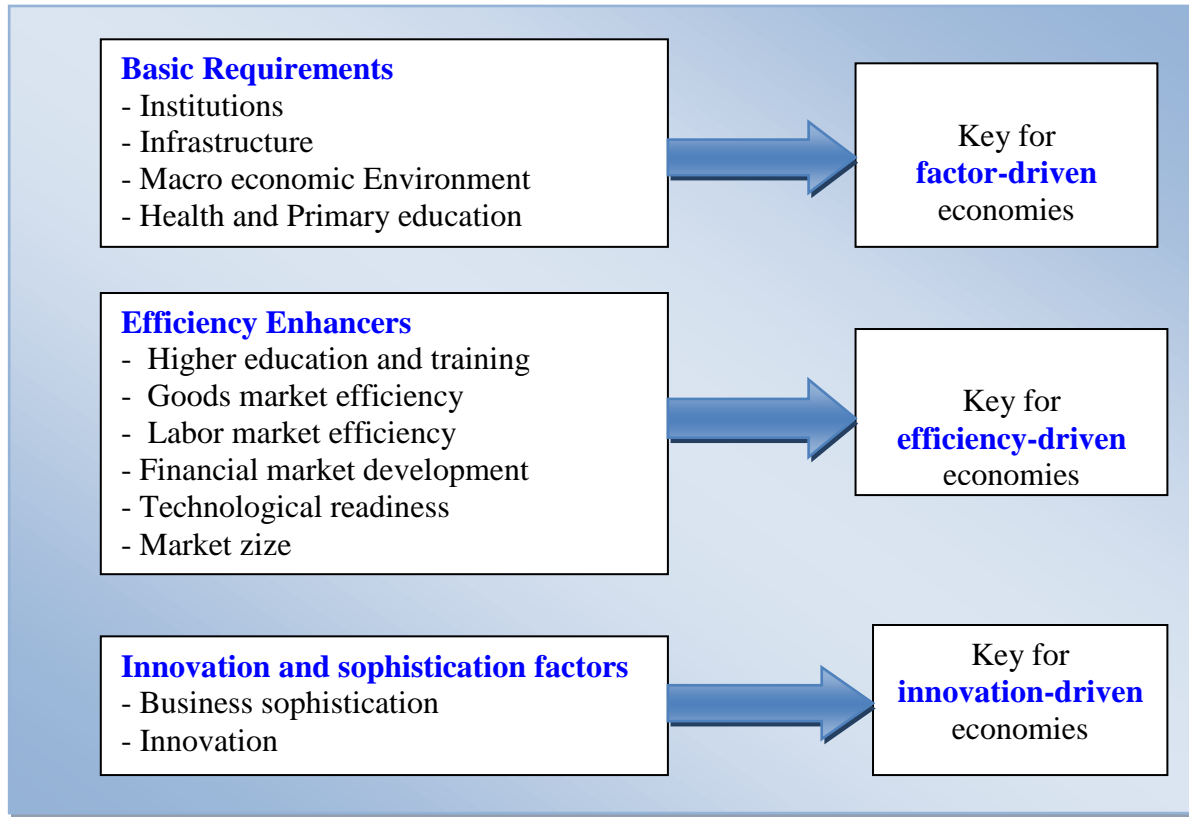 Basic Requirements
- Institutions
- Infrastructure
- Macro economic Environment
- Health and Primary education
Key for
factor-driven
economies
Efficiency Enhancers
- Higher education and training
- Goods market efficiency
- Labor market efficiency
- Financial market development
- Technological readiness
- Market zize
Key for
efficiency-driven
economies
Innovation and sophistication factors
- Business sophistication
- Innovation
Key for
innovation-driven
economies